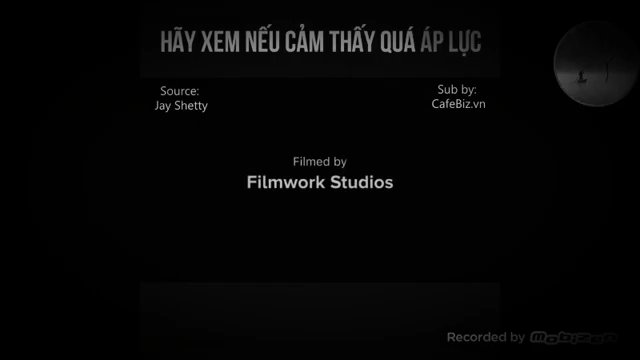 HÃY XEM NẾU CẢM THẤY QUÁ ÁP LỰC
Source:
Jay Shetty
Sub by:
CafeBiz.vn
Filmed by
Filmwork Studios
Recorded by Mobizen